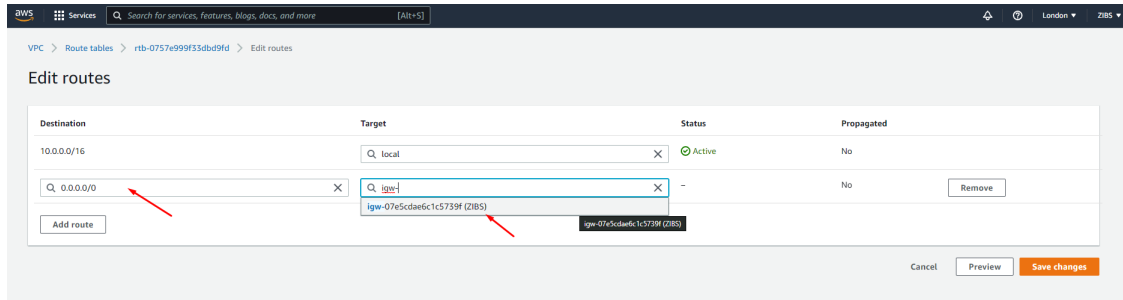 aws Services Search for services, features, blogs, docs, and more [Alt+S] London ▼ ZIBS ▼
VPC > Route tables > rtb-0757e999f33dbd9fd > Edit routes
Edit routes
Destination Target Status Propagated
10.0.0.0/16 local Active No
0.0.0.0/0 igw- – No Remove
igw-07e5cdae6c1c5739f (ZIBS)
Add route igw-07e5cdae6c1c5739f (ZIBS)
Cancel Preview Save changes